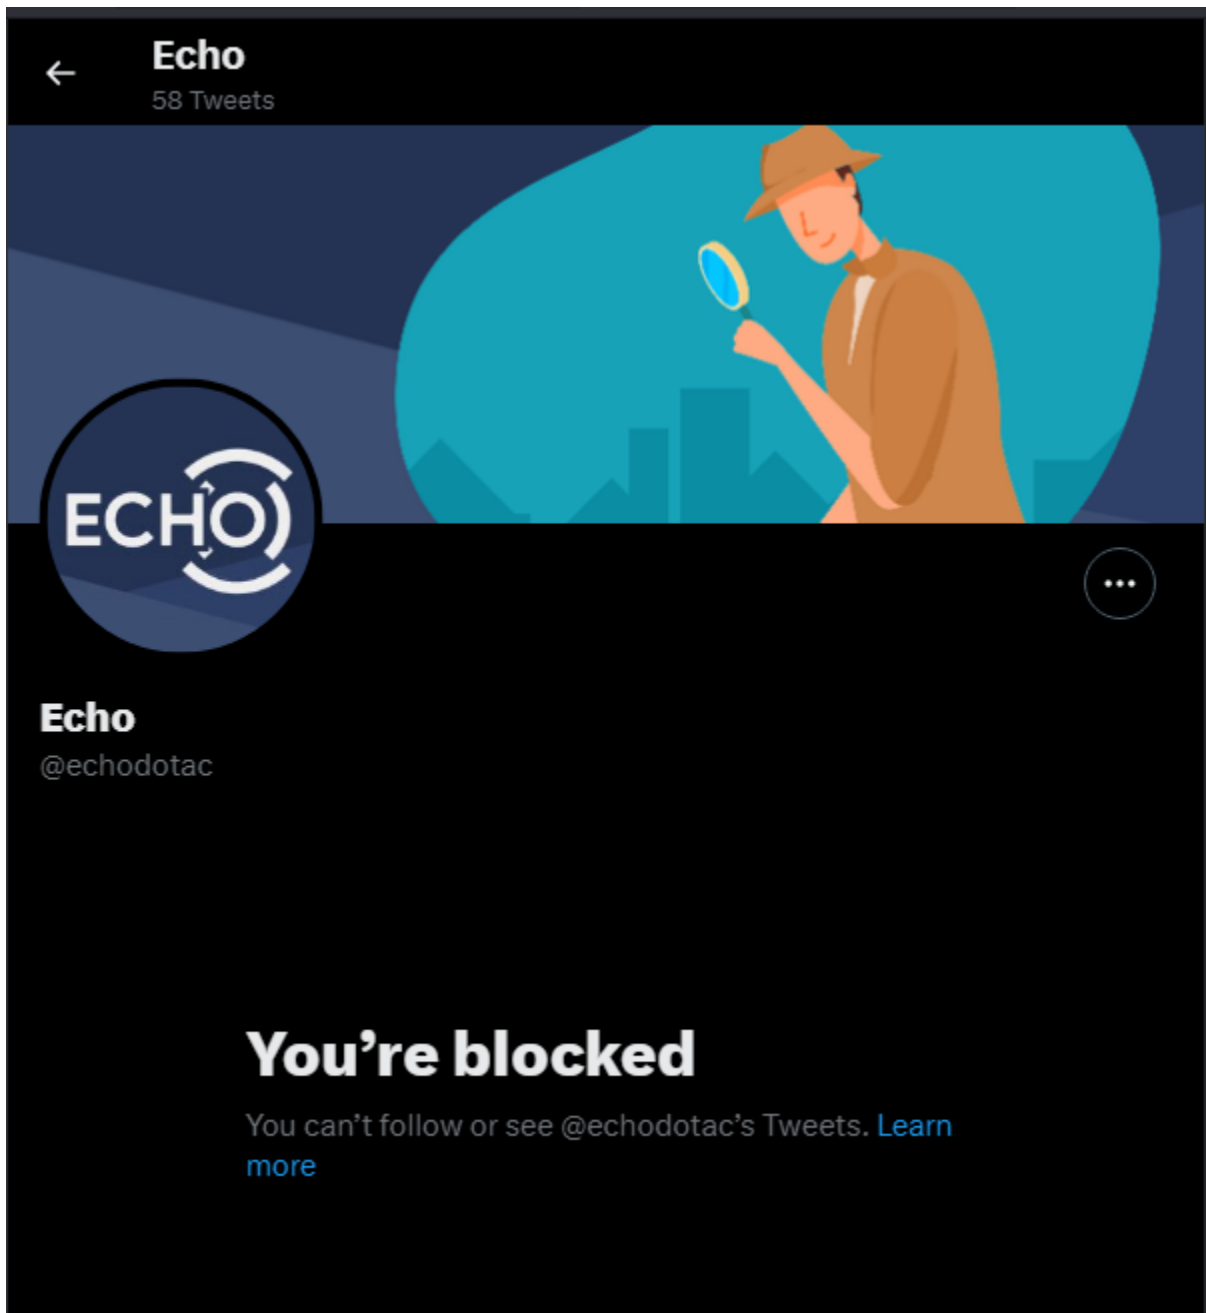 Echo
58 Tweets
ECHO
Echo
@echodotac
You’re blocked
You can’t follow or see @echodotac’s Tweets. Learn
more